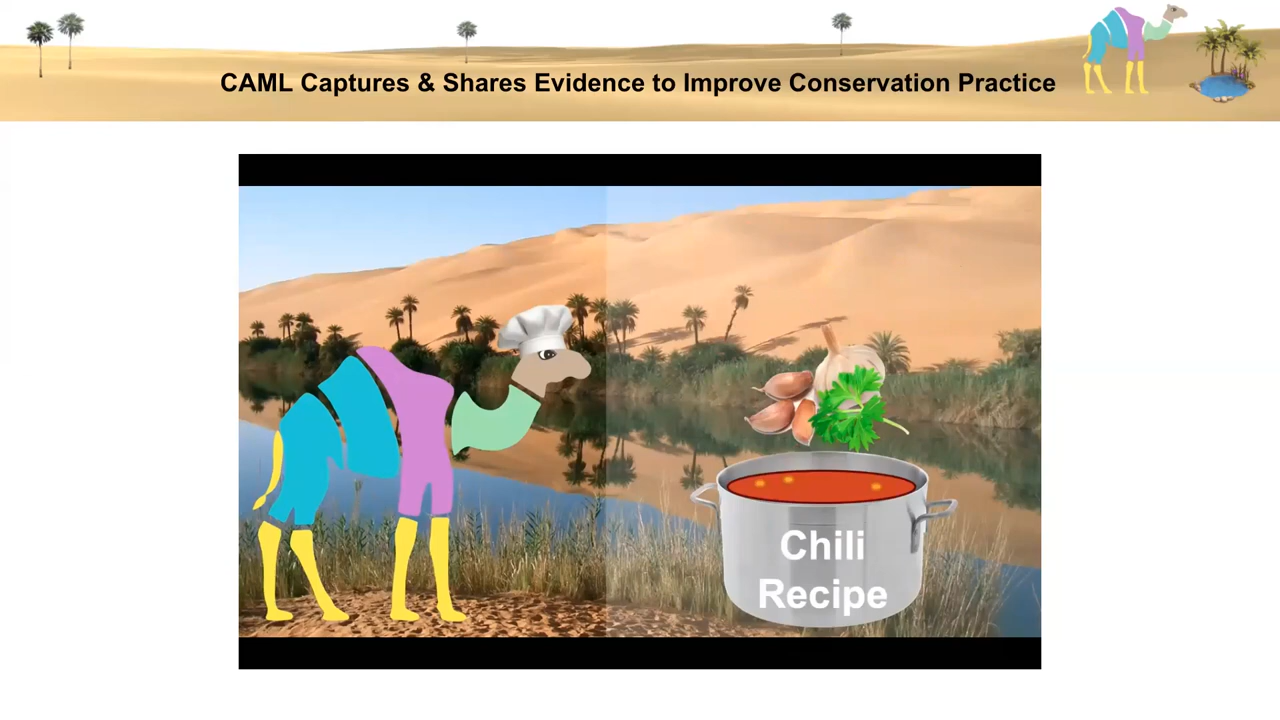 CAML Captures & Shares Evidence to Improve Conservation Practice
Chili
Recipe